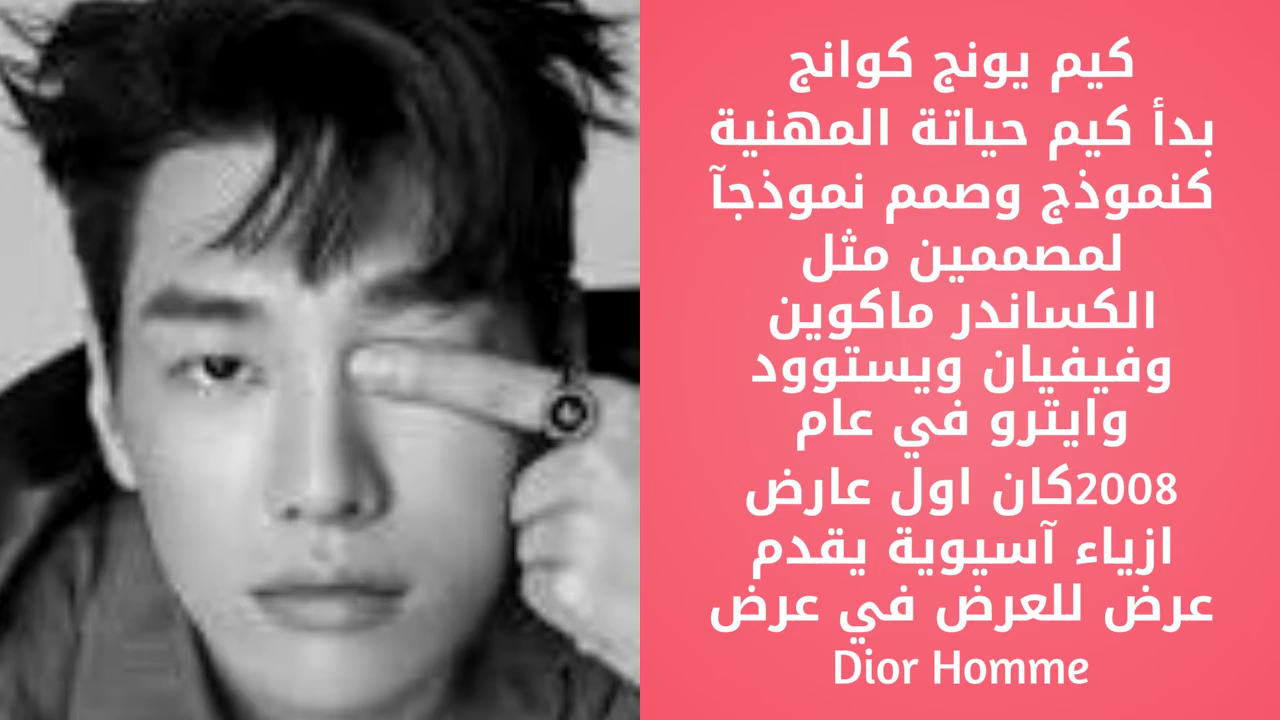 كيم يونج كوانج
بدأ كيم حياتة المهنية
كنموذج وصمم نموذجآ
لمصممين مثل
الكساندر ماكوين
وفيفيان ويستوود
وايترو في عام
2008كان اول عارض
ازياء آسيوية يقدم
عرض للعرض في عرض
Dior Homme